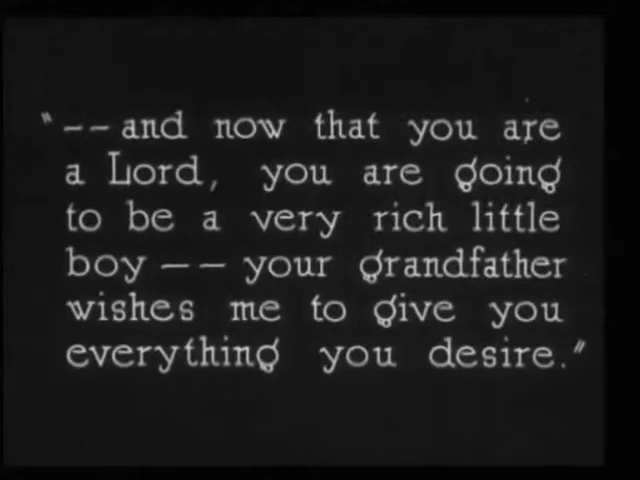 "-- and now that you are
a Lord, you are going
to be a very rich little
boy -- your grandfather
wishes me to give you
everything you desire."